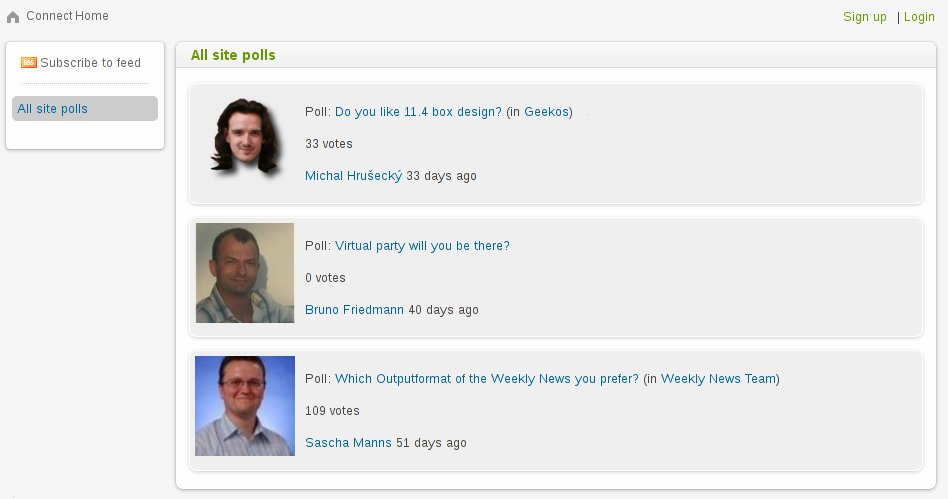 Connect Home
Sign up | Login
Subscribe to feed
All site polls
All site polls
Poll: Do you like 11.4 box design? (in Geekos)
33 votes
Michal Hrušecký 33 days ago
Poll: Virtual party will you be there?
0 votes
Bruno Friedmann 40 days ago
Poll: Which Outputformat of the Weekly News you prefer? (in Weekly News Team)
109 votes
Sascha Manns 51 days ago